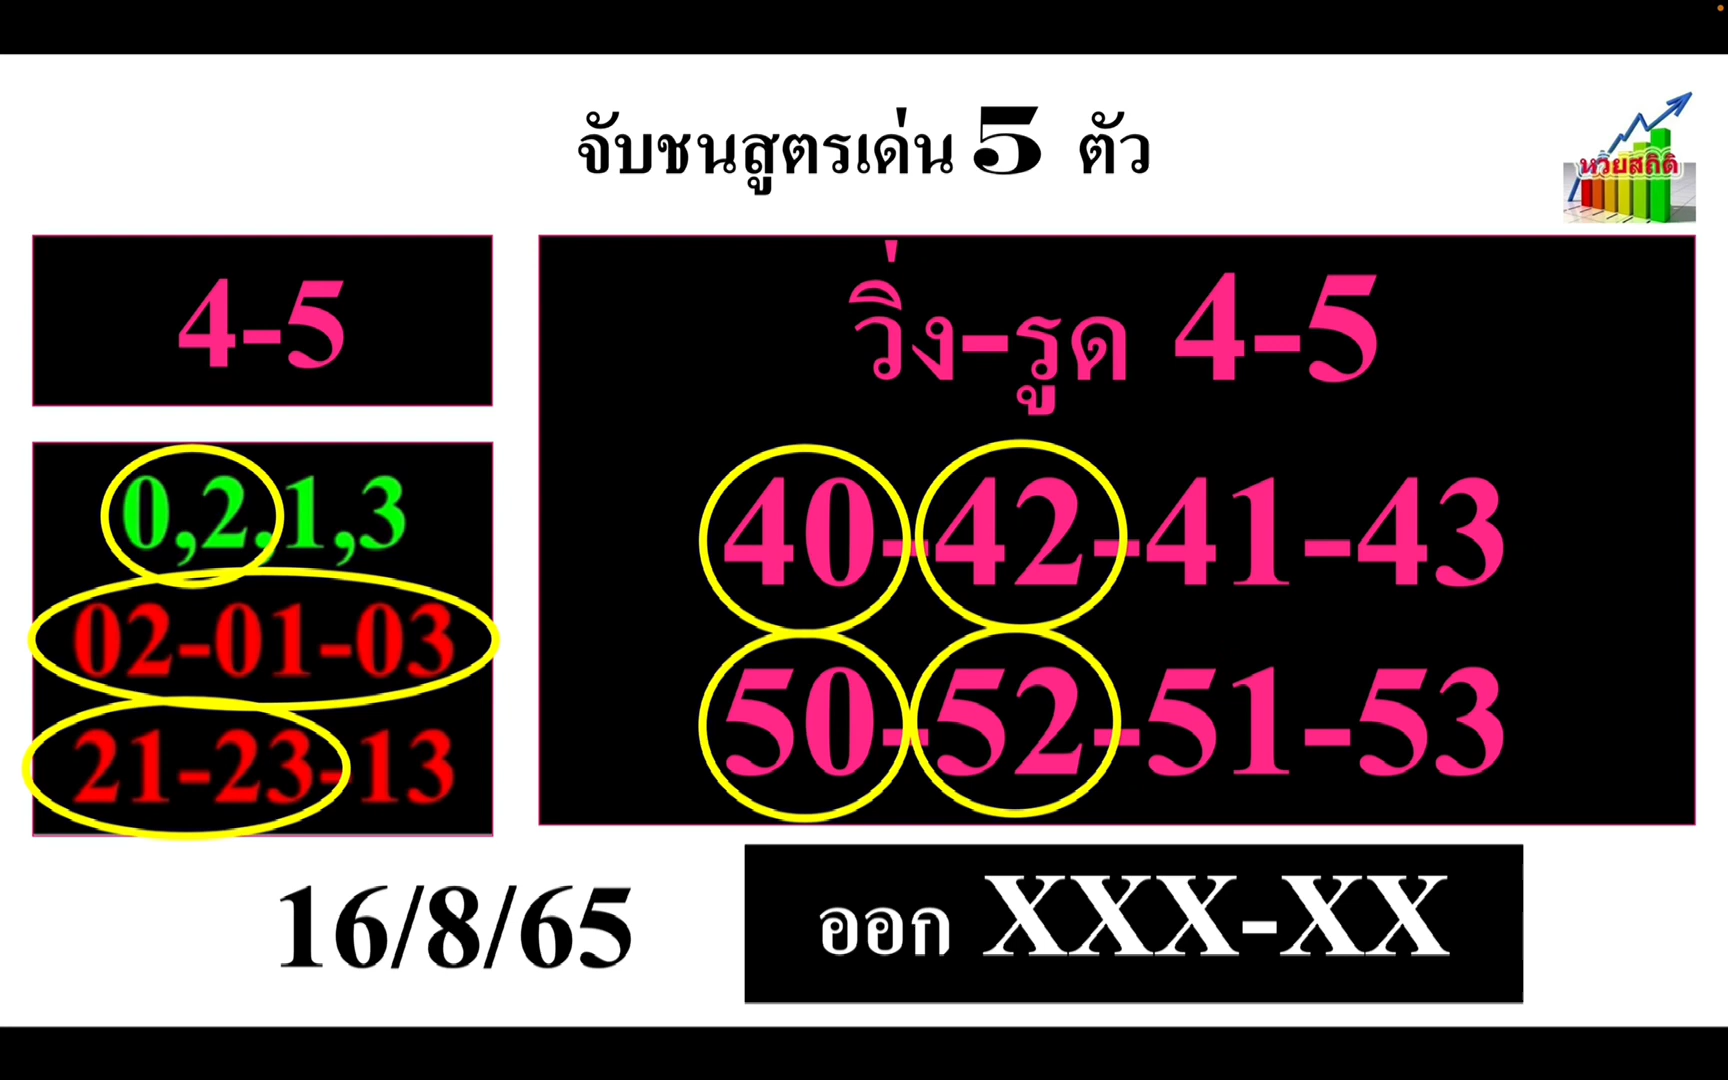 จับชนสูตรเด่น 5 ตัว
หวยสถิติ
4-5
0,2,1,3
02-01-03
21-23-13
วิ่ง-รูด 4-5
40-42-41-43
50-52-51-53
16/8/65
ออก XXX-XX